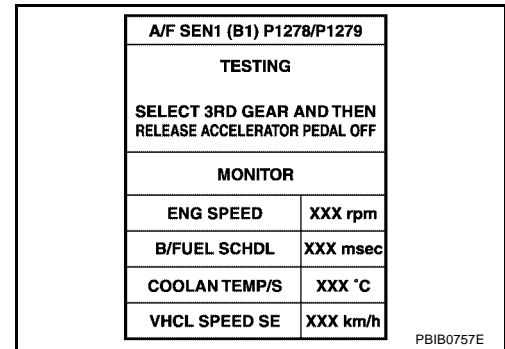 A/F SEN1 (B1) P1278/P1279
TESTING
SELECT 3RD GEAR AND THEN
RELEASE ACCELERATOR PEDAL OFF
MONITOR
ENG SPEED XXX rpm
B/FUEL SCHDL XXX msec
COOLAN TEMP/S XXX °C
VHCL SPEED SE XXX km/h
PBIB0757E